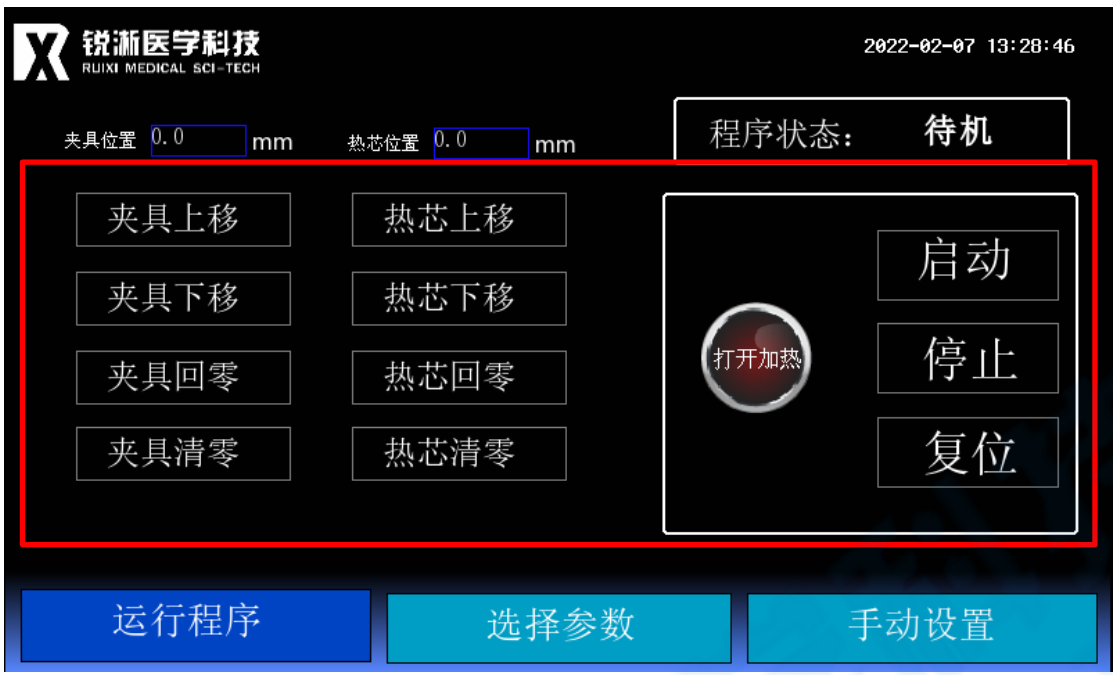 锐浙医学科技
RUIXI MEDICAL SCI-TECH
2022-02-07 13:28:46
夹具位置 0.0 mm
热芯位置 0.0 mm
程序状态： 待机
夹具上移 热芯上移
夹具下移 热芯下移
夹具回零 热芯回零
夹具清零 热芯清零
打开加热
启动
停止
复位
运行程序 选择参数 手动设置